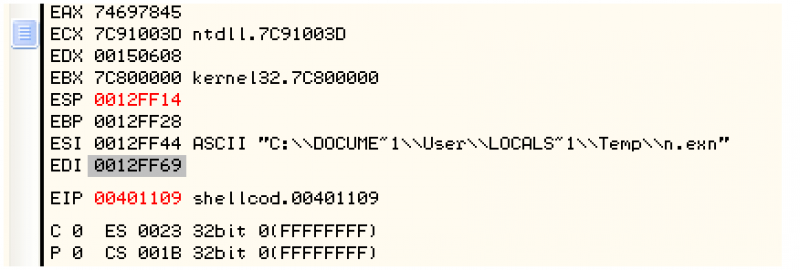 EAX 74697845
ECX 7C91003D ntdll.7C91003D
EDX 00150608
EBX 7C800000 kernel32.7C800000
ESP 0012FF14
EBP 0012FF28
ESI 0012FF44 ASCII "C:\\DOCUME~1\\User\\LOCALS~1\\Temp\\n.exn"
EDI 0012FF69
EIP 00401109 shellcod.00401109
C 0 ES 0023 32bit 0(FFFFFFFF)
P 0 CS 001B 32bit 0(FFFFFFFF)